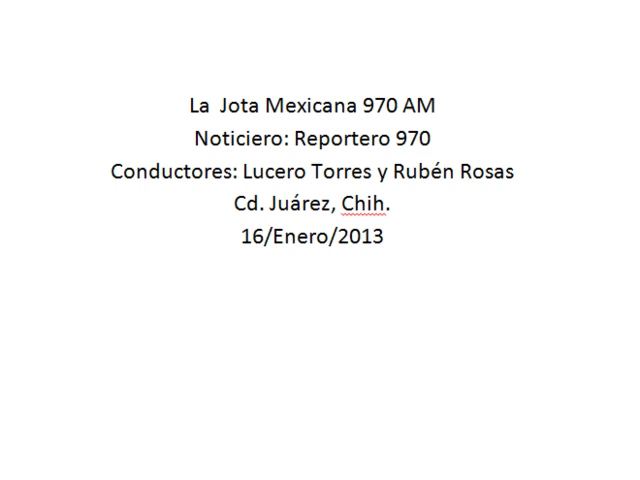 La  Jota Mexicana 970 AM
Noticiero: Reportero 970
Conductores: Lucero Torres y Rubén Rosas
Cd. Juárez, Chih.
16/Enero/2013